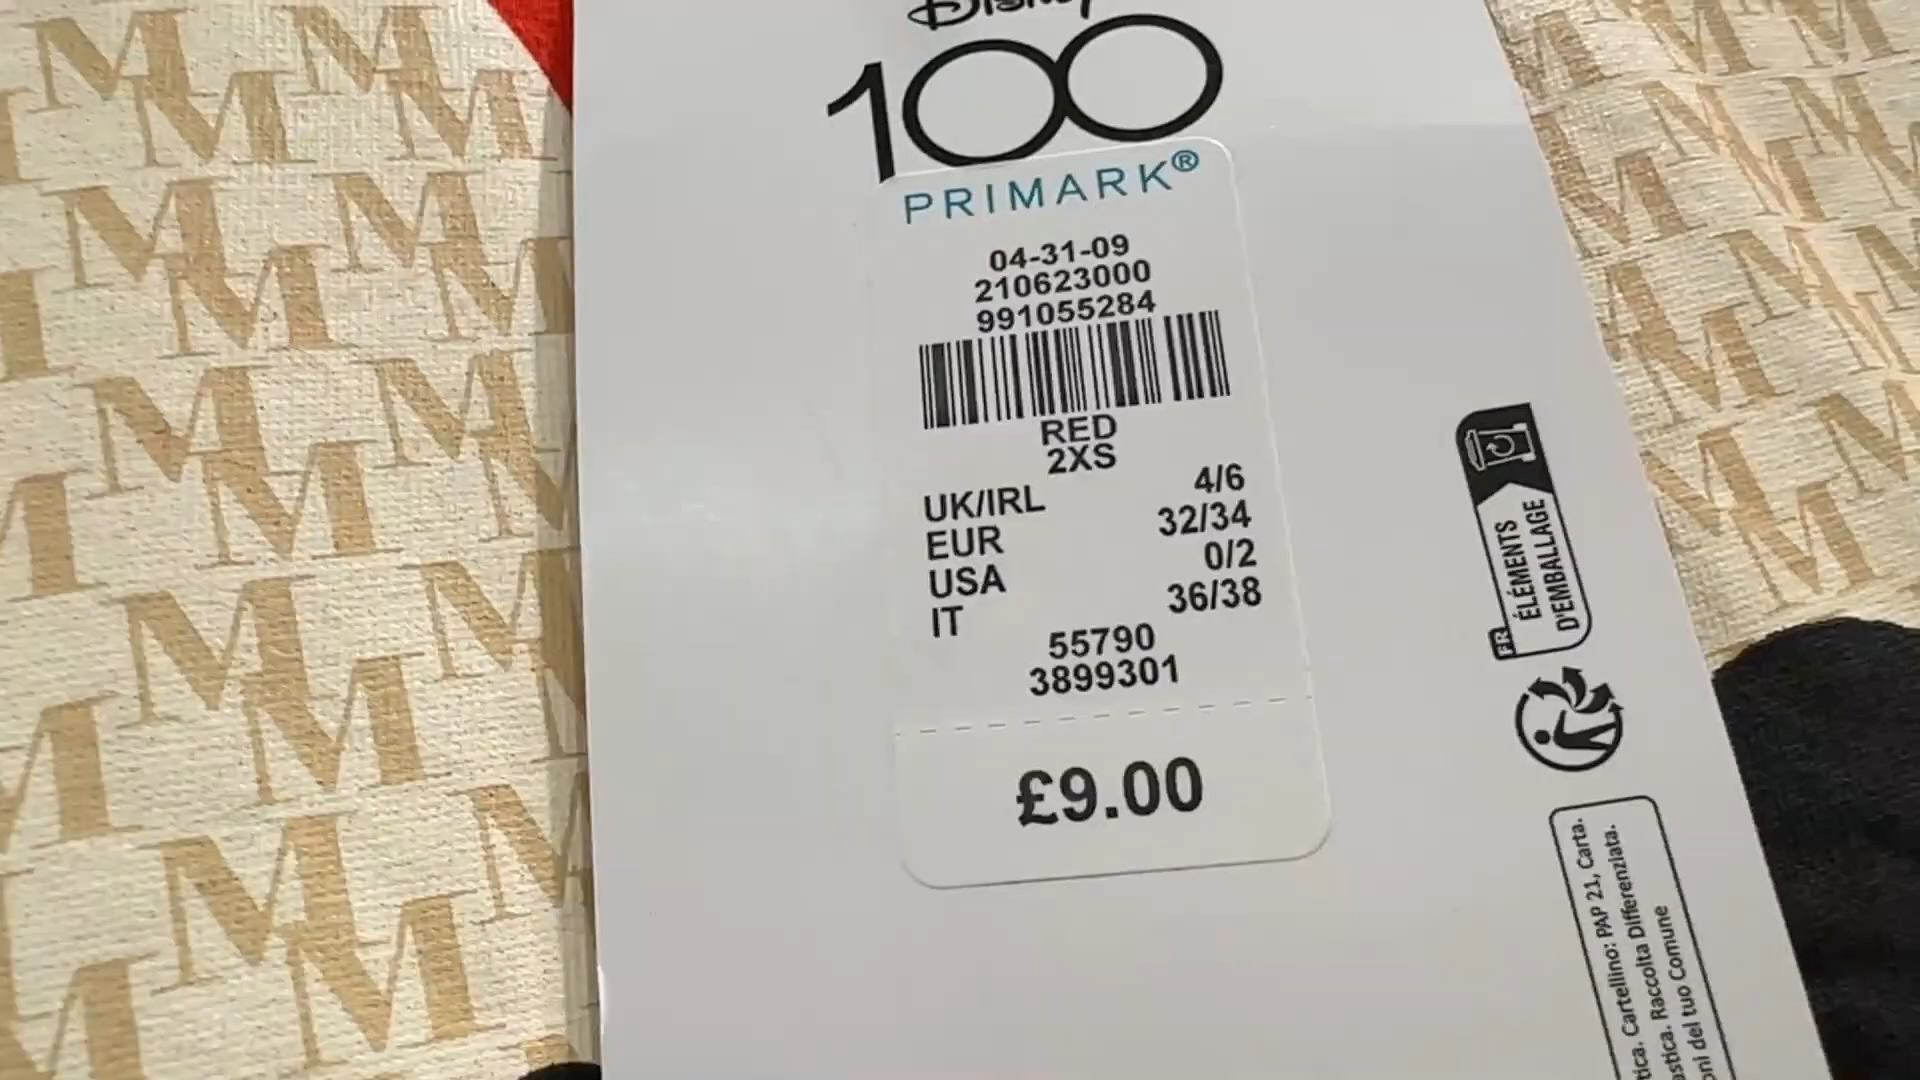 Disney
100
PRIMARK®
04-31-09
210623000
991055284
RED
2XS
UK/IRL 4/6
EUR 32/34
USA 0/2
IT 36/38
55790
3899301
£9.00
FR
ÉLÉMENTS
D'EMBALLAGE
Cartellino: PAP 21, Carta.
Raccolta Differenziata.
del tuo Comune